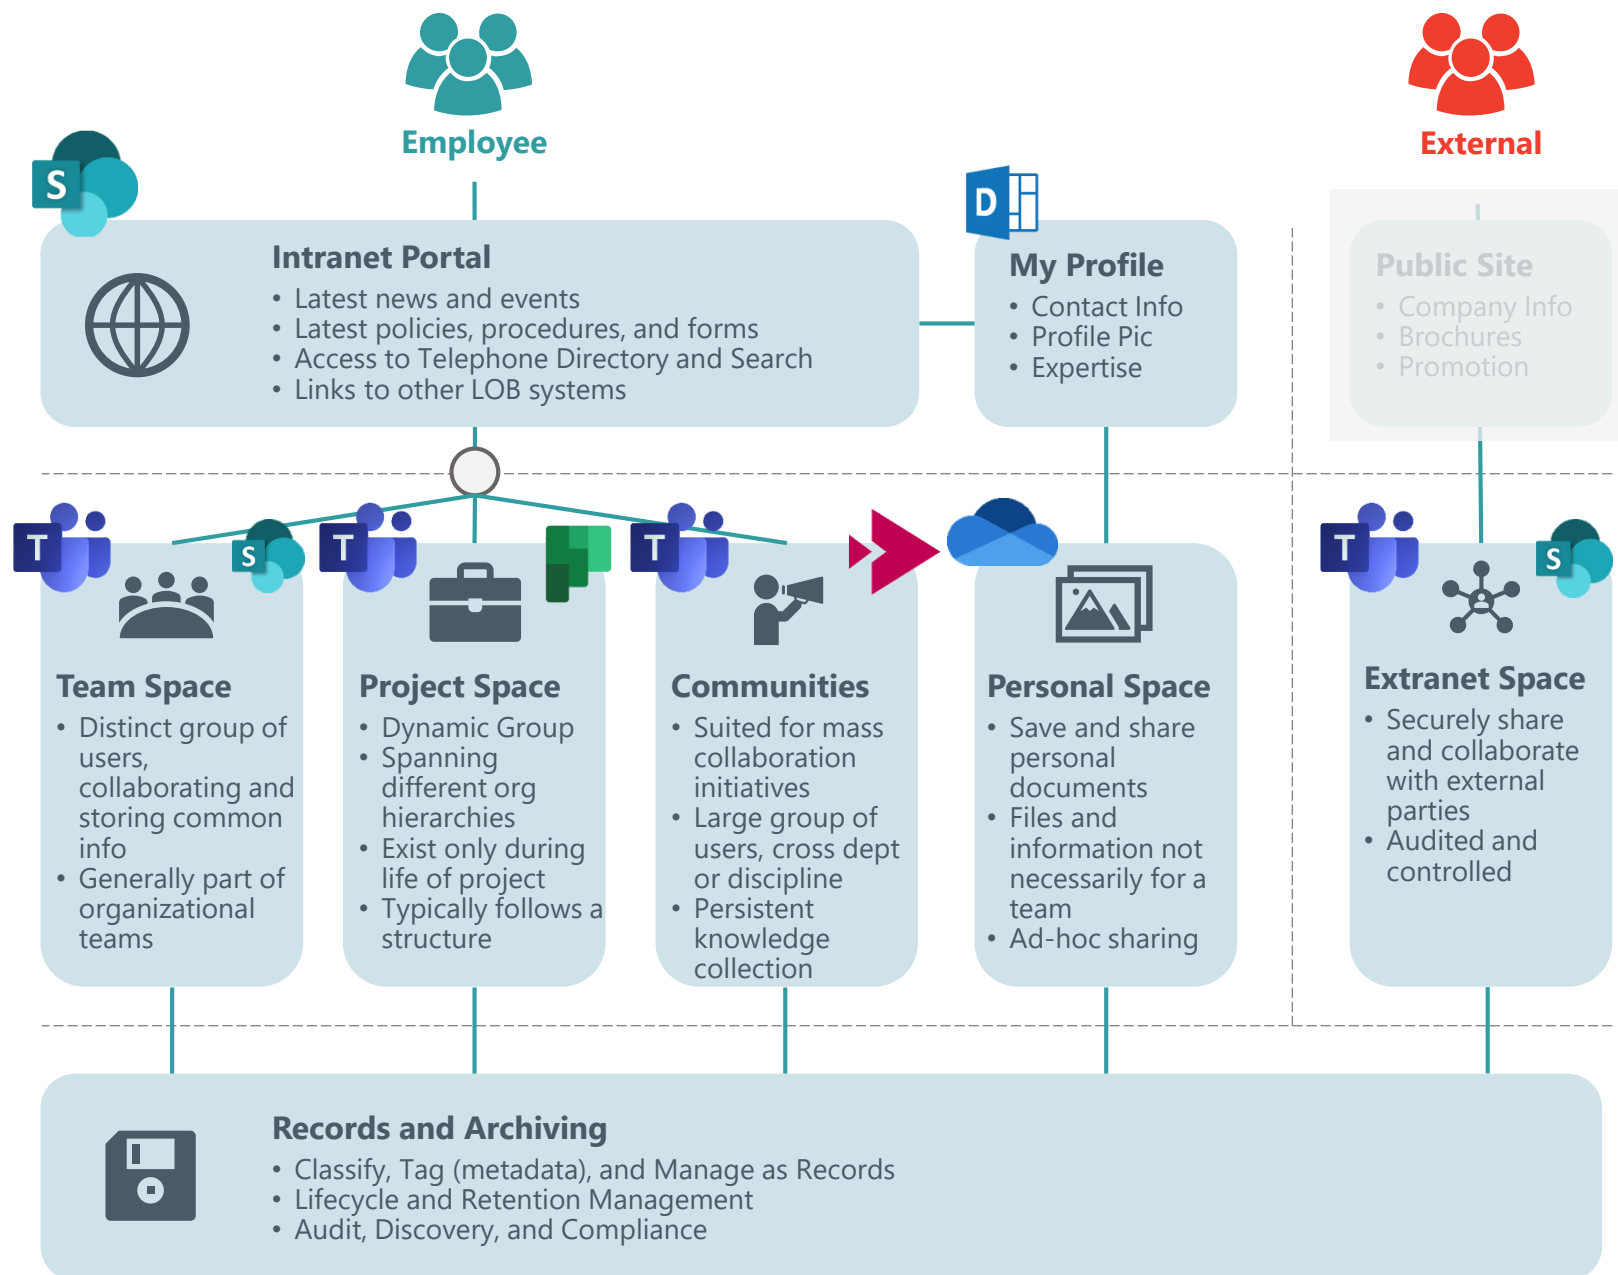 Employee
External
S
D
Intranet Portal
• Latest news and events
• Latest policies, procedures, and forms
• Access to Telephone Directory and Search
• Links to other LOB systems
My Profile
• Contact Info
• Profile Pic
• Expertise
Public Site
• Company Info
• Brochures
• Promotion
T
S
Team Space
• Distinct group of
users,
collaborating and
storing common
info
• Generally part of
organizational
teams
T
Project Space
• Dynamic Group
• Spanning
different org
hierarchies
• Exist only during
life of project
• Typically follows a
structure
T
Communities
• Suited for mass
collaboration
initiatives
• Large group of
users, cross dept
or discipline
• Persistent
knowledge
collection
Personal Space
• Save and share
personal
documents
• Files and
information not
necessarily for a
team
• Ad-hoc sharing
T
S
Extranet Space
• Securely share
and collaborate
with external
parties
• Audited and
controlled
Records and Archiving
• Classify, Tag (metadata), and Manage as Records
• Lifecycle and Retention Management
• Audit, Discovery, and Compliance